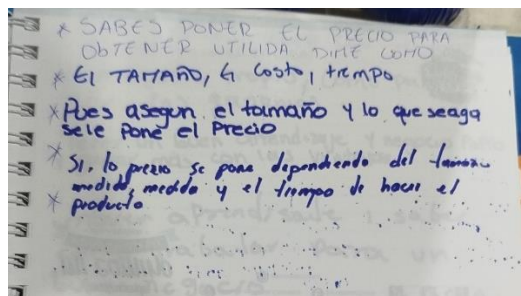 * SABES PONER EL PRECIO PARA
OBTENER UTILIDA DIME COMO
* El TAMAÑO, El Costo, tiempo
* Pues asegun el tamaño y lo que seaga
sele pone el Precio
* Si, lo precio se pone dependiendo del tamaño
medida, medida y el tiempo de hacer el
* producto